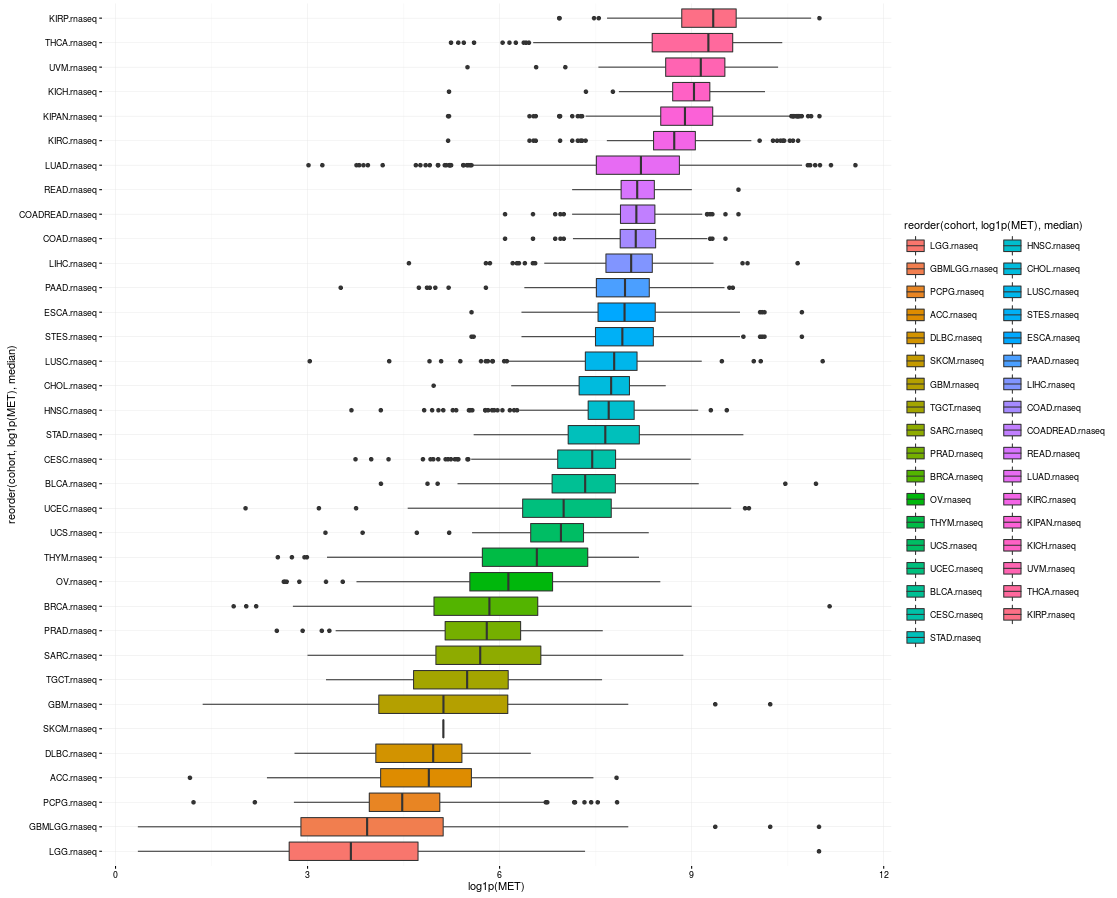 KIRP.rnaseq
THCA.rnaseq
UVM.rnaseq
KICH.rnaseq
KIPAN.rnaseq
KIRC.rnaseq
LUAD.rnaseq
READ.rnaseq
COADREAD.rnaseq
COAD.rnaseq
LIHC.rnaseq
PAAD.rnaseq
ESCA.rnaseq
STES.rnaseq
LUSC.rnaseq
CHOL.rnaseq
HNSC.rnaseq
STAD.rnaseq
CESC.rnaseq
BLCA.rnaseq
UCEC.rnaseq
UCS.rnaseq
THYM.rnaseq
OV.rnaseq
BRCA.rnaseq
PRAD.rnaseq
SARC.rnaseq
TGCT.rnaseq
GBM.rnaseq
SKCM.rnaseq
DLBC.rnaseq
ACC.rnaseq
PCPG.rnaseq
GBMLGG.rnaseq
LGG.rnaseq
reorder(cohort, log1p(MET), median)
0 3 6 9 12
log1p(MET)
reorder(cohort, log1p(MET), median)
LGG.rnaseq
GBMLGG.rnaseq
PCPG.rnaseq
ACC.rnaseq
DLBC.rnaseq
SKCM.rnaseq
GBM.rnaseq
TGCT.rnaseq
SARC.rnaseq
PRAD.rnaseq
BRCA.rnaseq
OV.rnaseq
THYM.rnaseq
UCS.rnaseq
UCEC.rnaseq
BLCA.rnaseq
CESC.rnaseq
STAD.rnaseq
HNSC.rnaseq
CHOL.rnaseq
LUSC.rnaseq
STES.rnaseq
ESCA.rnaseq
PAAD.rnaseq
LIHC.rnaseq
COAD.rnaseq
COADREAD.rnaseq
READ.rnaseq
LUAD.rnaseq
KIRC.rnaseq
KIPAN.rnaseq
KICH.rnaseq
UVM.rnaseq
THCA.rnaseq
KIRP.rnaseq